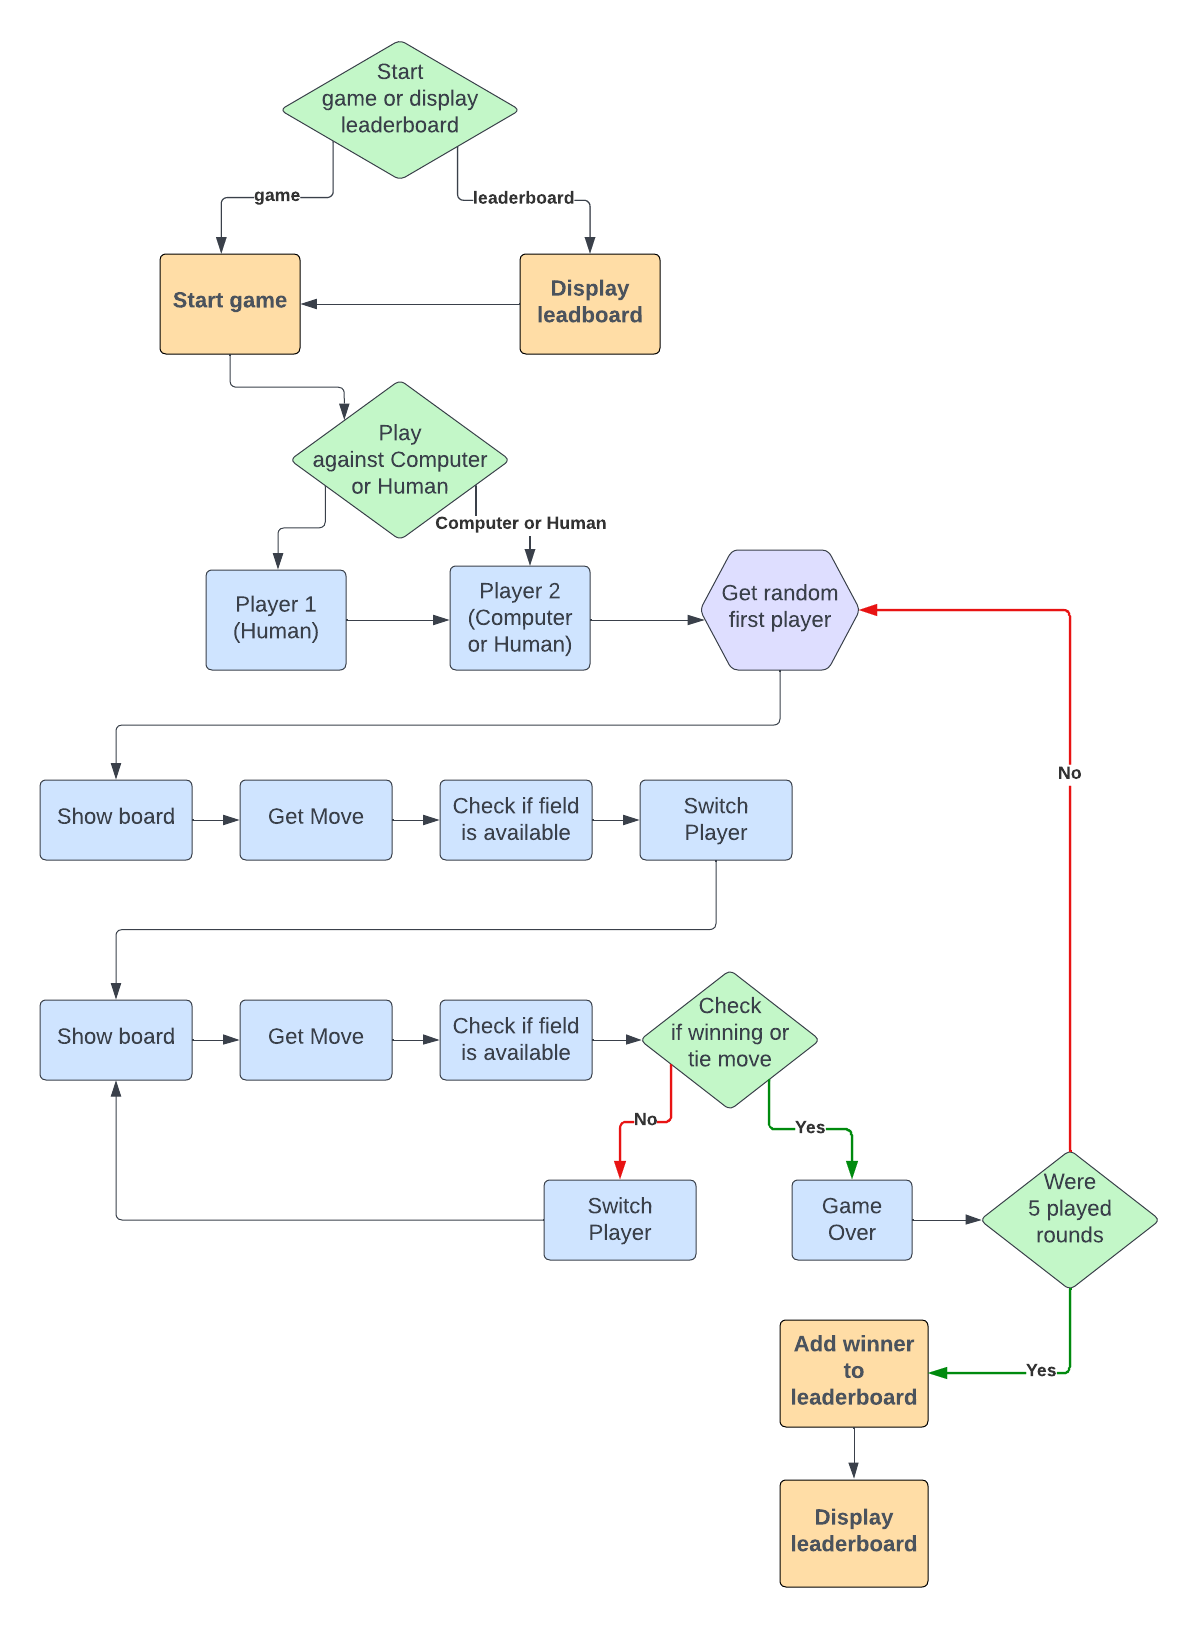 Start
game or display
leaderboard
game
leaderboard
Start game
Display
leadboard
Play
against Computer
or Human
Computer or Human
Player 1
(Human)
Player 2
(Computer
or Human)
Get random
first player
No
Show board
Get Move
Check if field
is available
Switch
Player
Show board
Get Move
Check if field
is available
Check
if winning or
tie move
No
Yes
Switch
Player
Game
Over
Were
5 played
rounds
Yes
Add winner
to
leaderboard
Display
leaderboard